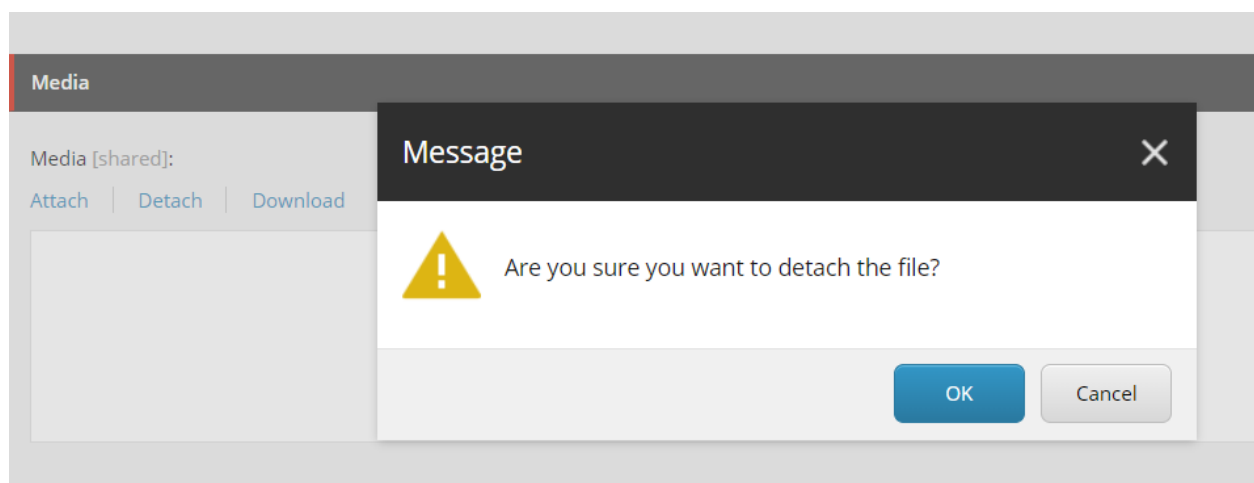 Media
Message
Media [shared]:
Attach Detach Download
Are you sure you want to detach the file?
OK Cancel